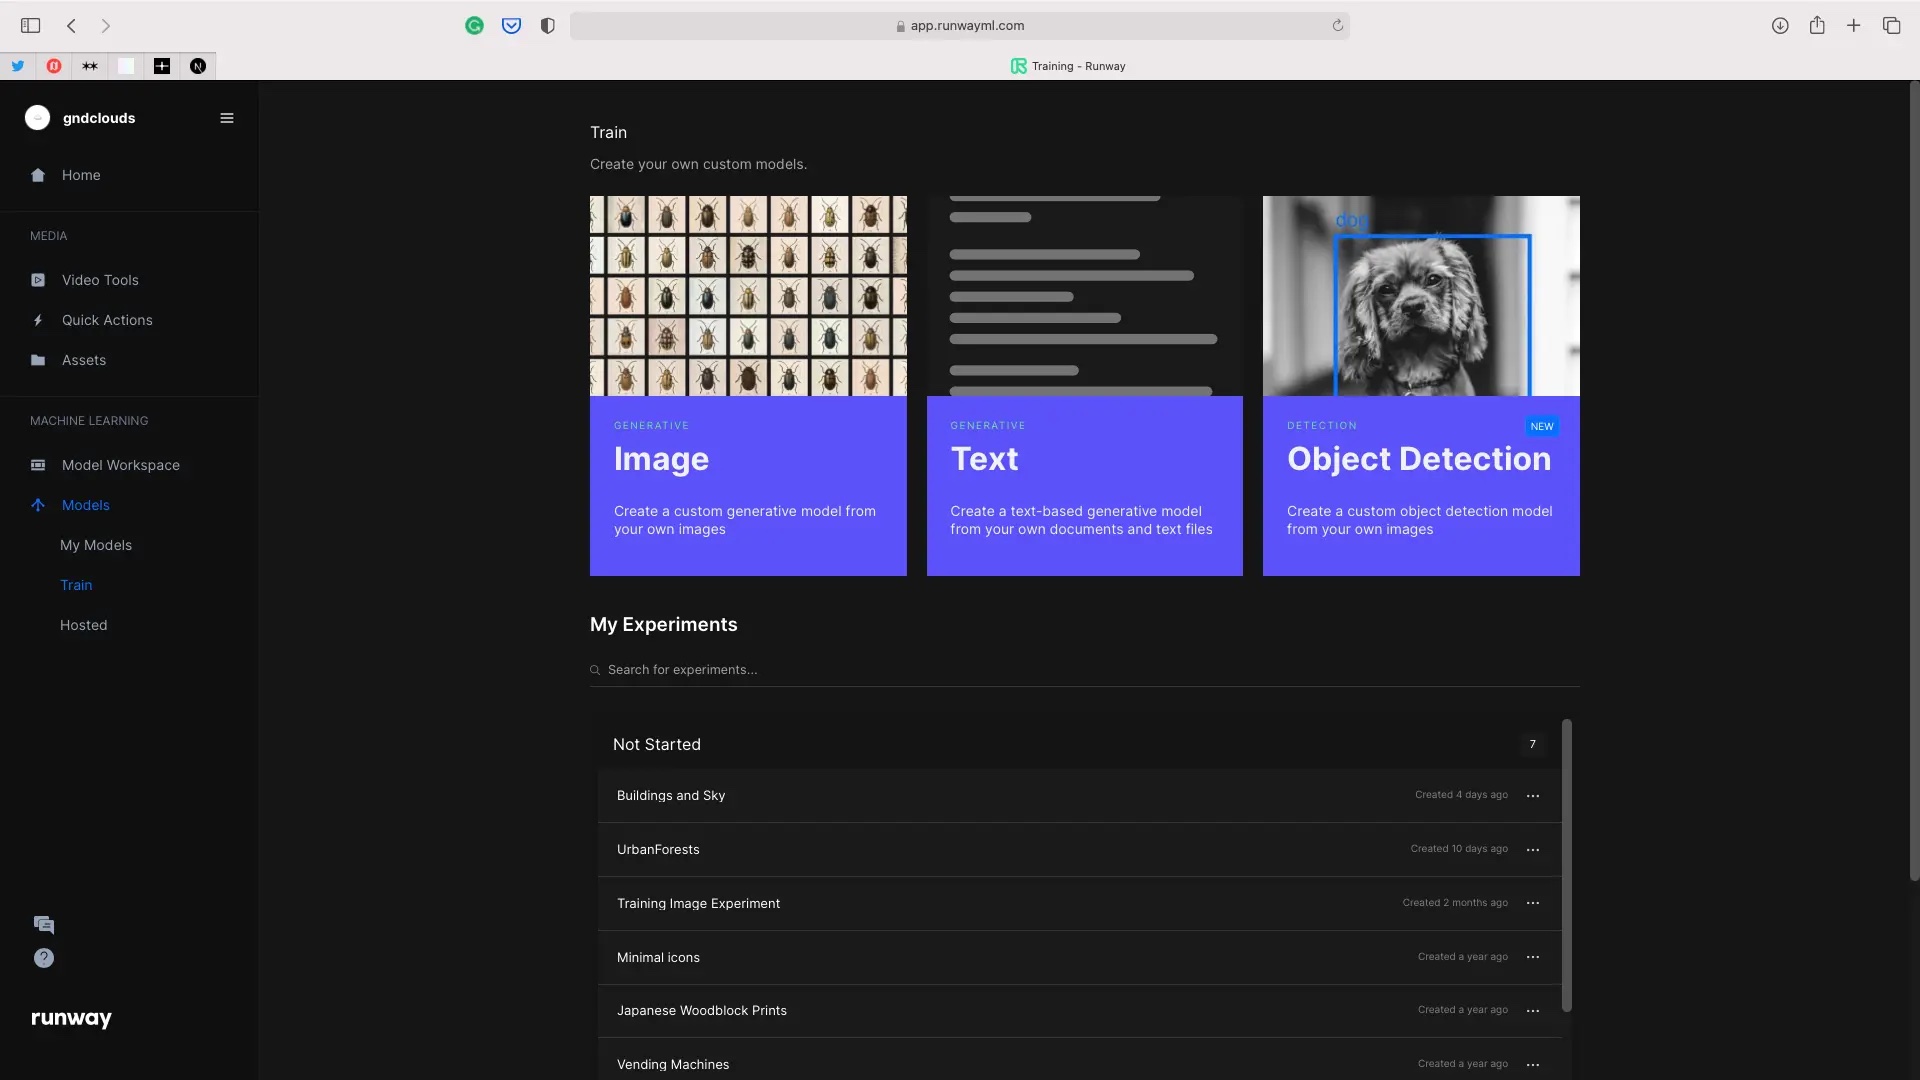 app.runwayml.com
Training - Runway
gndclouds
Home
MEDIA
Video Tools
Quick Actions
Assets
MACHINE LEARNING
Model Workspace
Models
My Models
Train
Hosted
runway
Train
Create your own custom models.
GENERATIVE
Image
Create a custom generative model from
your own images
GENERATIVE
Text
Create a text-based generative model
from your own documents and text files
dog
DETECTION
NEW
Object Detection
Create a custom object detection model
from your own images
My Experiments
Search for experiments...
Not Started
7
Buildings and Sky
Created 4 days ago
UrbanForests
Created 10 days ago
Training Image Experiment
Created 2 months ago
Minimal icons
Created a year ago
Japanese Woodblock Prints
Created a year ago
Vending Machines
Created a year ago